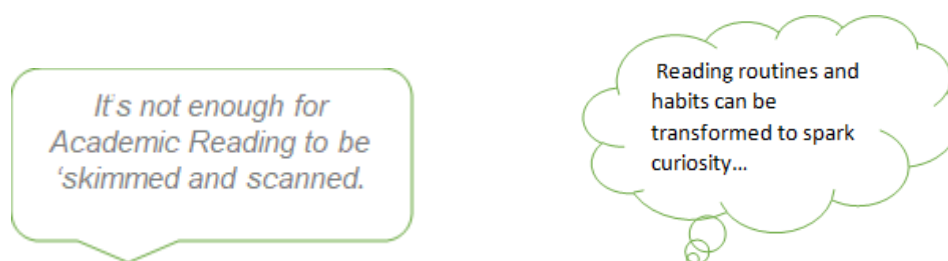 It's not enough for
Academic Reading to be
‘skimmed and scanned.
Reading routines and
habits can be
transformed to spark
curiosity...